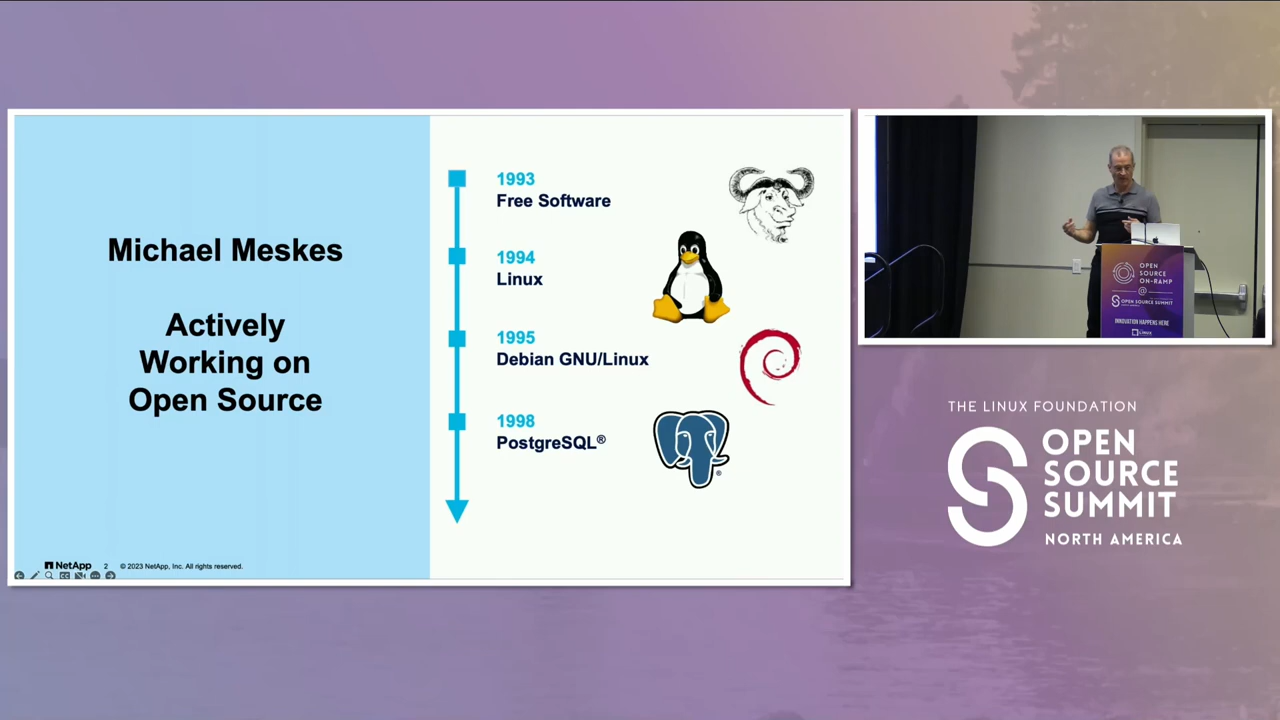 Michael Meskes
Actively
Working on
Open Source
NetApp
2
© 2023 NetApp, Inc. All rights reserved.
1993
Free Software
1994
Linux
1995
Debian GNU/Linux
1998
PostgreSQL®
®
OPEN
SOURCE
ON-RAMP
@
OPEN SOURCE SUMMIT
INNOVATION HAPPENS HERE
THE LINUX FOUNDATION
OPEN
SOURCE
SUMMIT
NORTH AMERICA